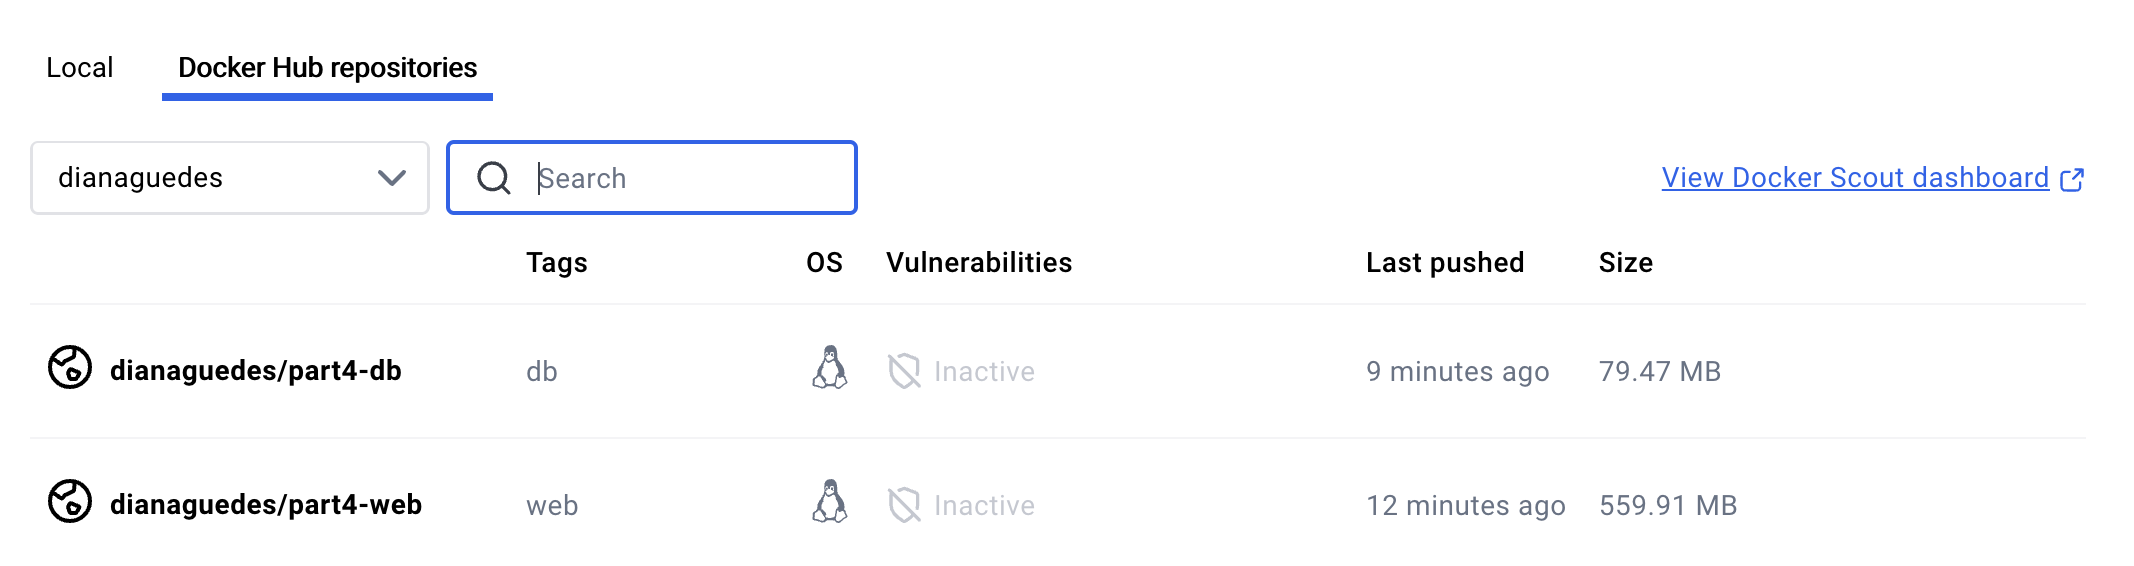 Local Docker Hub repositories
dianaguedes Search View Docker Scout dashboard
Tags OS Vulnerabilities Last pushed Size
dianaguedes/part4-db db Inactive 9 minutes ago 79.47 MB
dianaguedes/part4-web web Inactive 12 minutes ago 559.91 MB